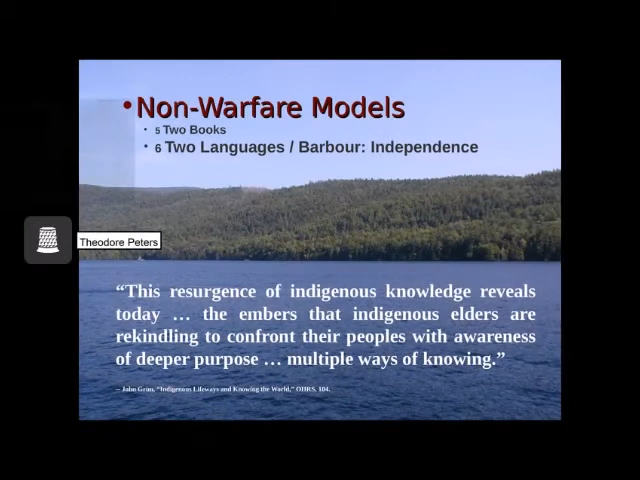 • Non-Warfare Models
• 5 Two Books
• 6 Two Languages / Barbour: Independence
Theodore Peters
“This resurgence of indigenous knowledge reveals
today … the embers that indigenous elders are
rekindling to confront their peoples with awareness
of deeper purpose … multiple ways of knowing.”
-- John Grim, “Indigenous Lifeways and Knowing the World,” OHRS, 104.